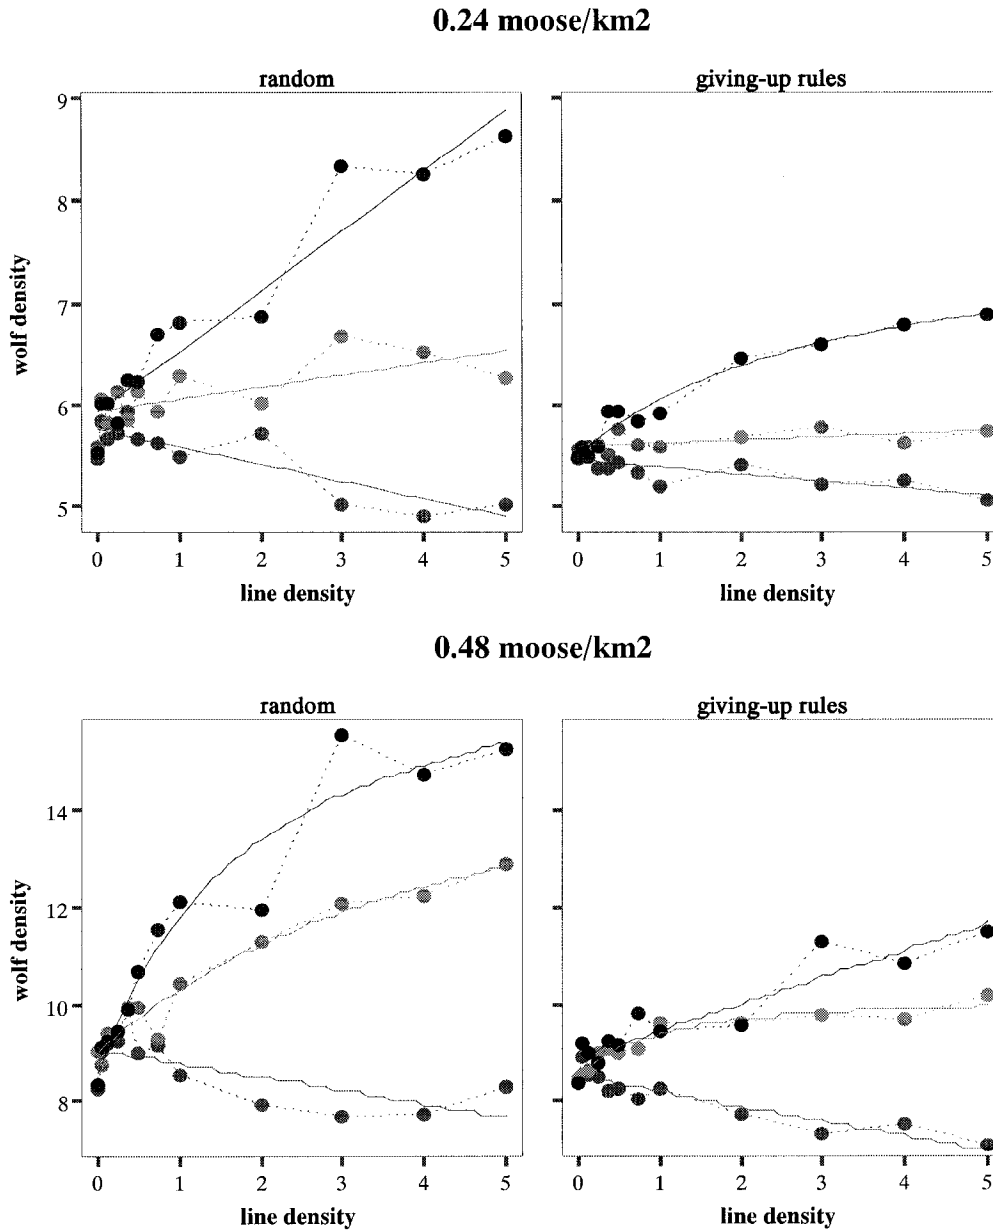 0.24 moose/km2
random
giving-up rules
9
8
7
6
5
wolf density
0 1 2 3 4 5
0 1 2 3 4 5
line density
line density
0.48 moose/km2
random
giving-up rules
14
12
10
8
wolf density
0 1 2 3 4 5
0 1 2 3 4 5
line density
line density